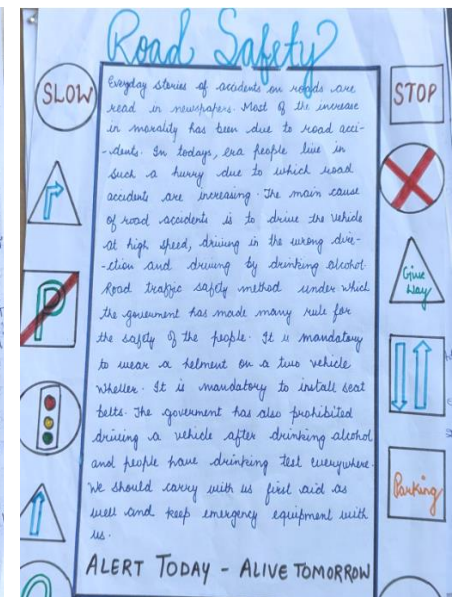 Road Safety
SLOW
STOP
Everyday stories of accidents on roads are
read in newspapers. Most of the increase
in morality has been due to road acci-
-dents. In todays, era people live in
such a hurry due to which road
accidents are increasing. The main cause
of road accidents is to drive the vehicle
at high speed, driving in the wrong dire-
-ction and driving by drinking alcohol.
Road traffic safety method under which
the government has made many rule for
the safety of the people. It is mandatory
to wear a helment on a two vehicle
wheller. It is mandatory to install seat
belts. The goverment has also prohibited
driving a vehicle after drinking alcohol
and people have drinking test everywhere.
We should carry with us first aid as
well and keep emergency equipment with
us.
Give
Way
P
Parking
ALERT TODAY - ALIVE TOMORROW